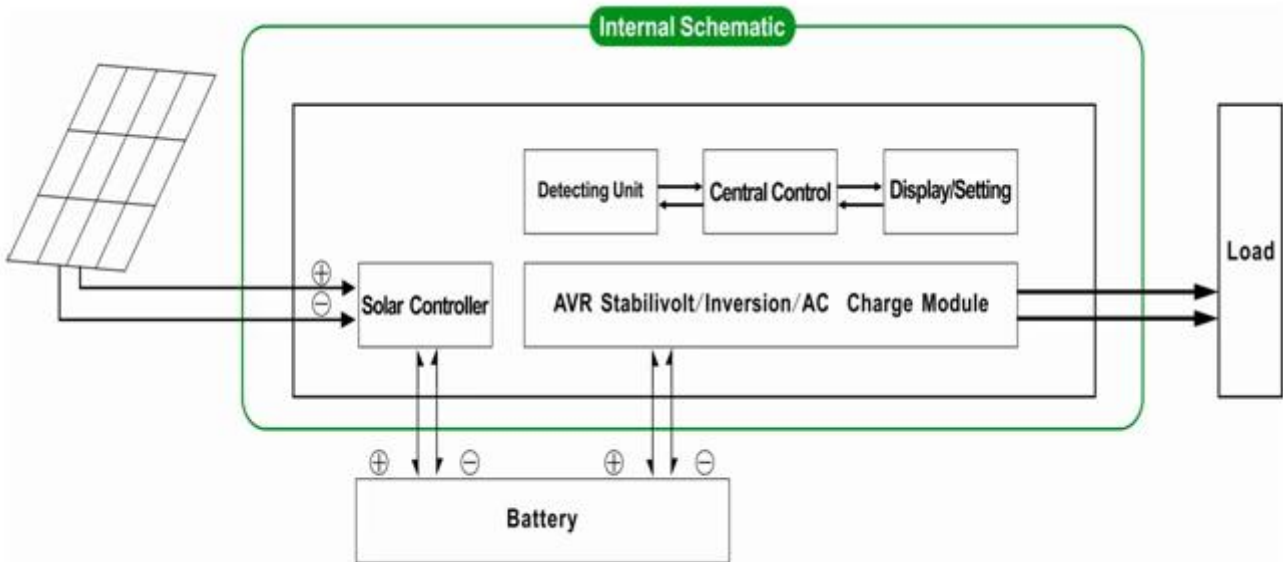 Internal Schematic
Detecting Unit
Central Control
Display/Setting
Load
+
−
Solar Controller
AVR Stabilivolt/Inversion/AC Charge Module
+ − + −
Battery